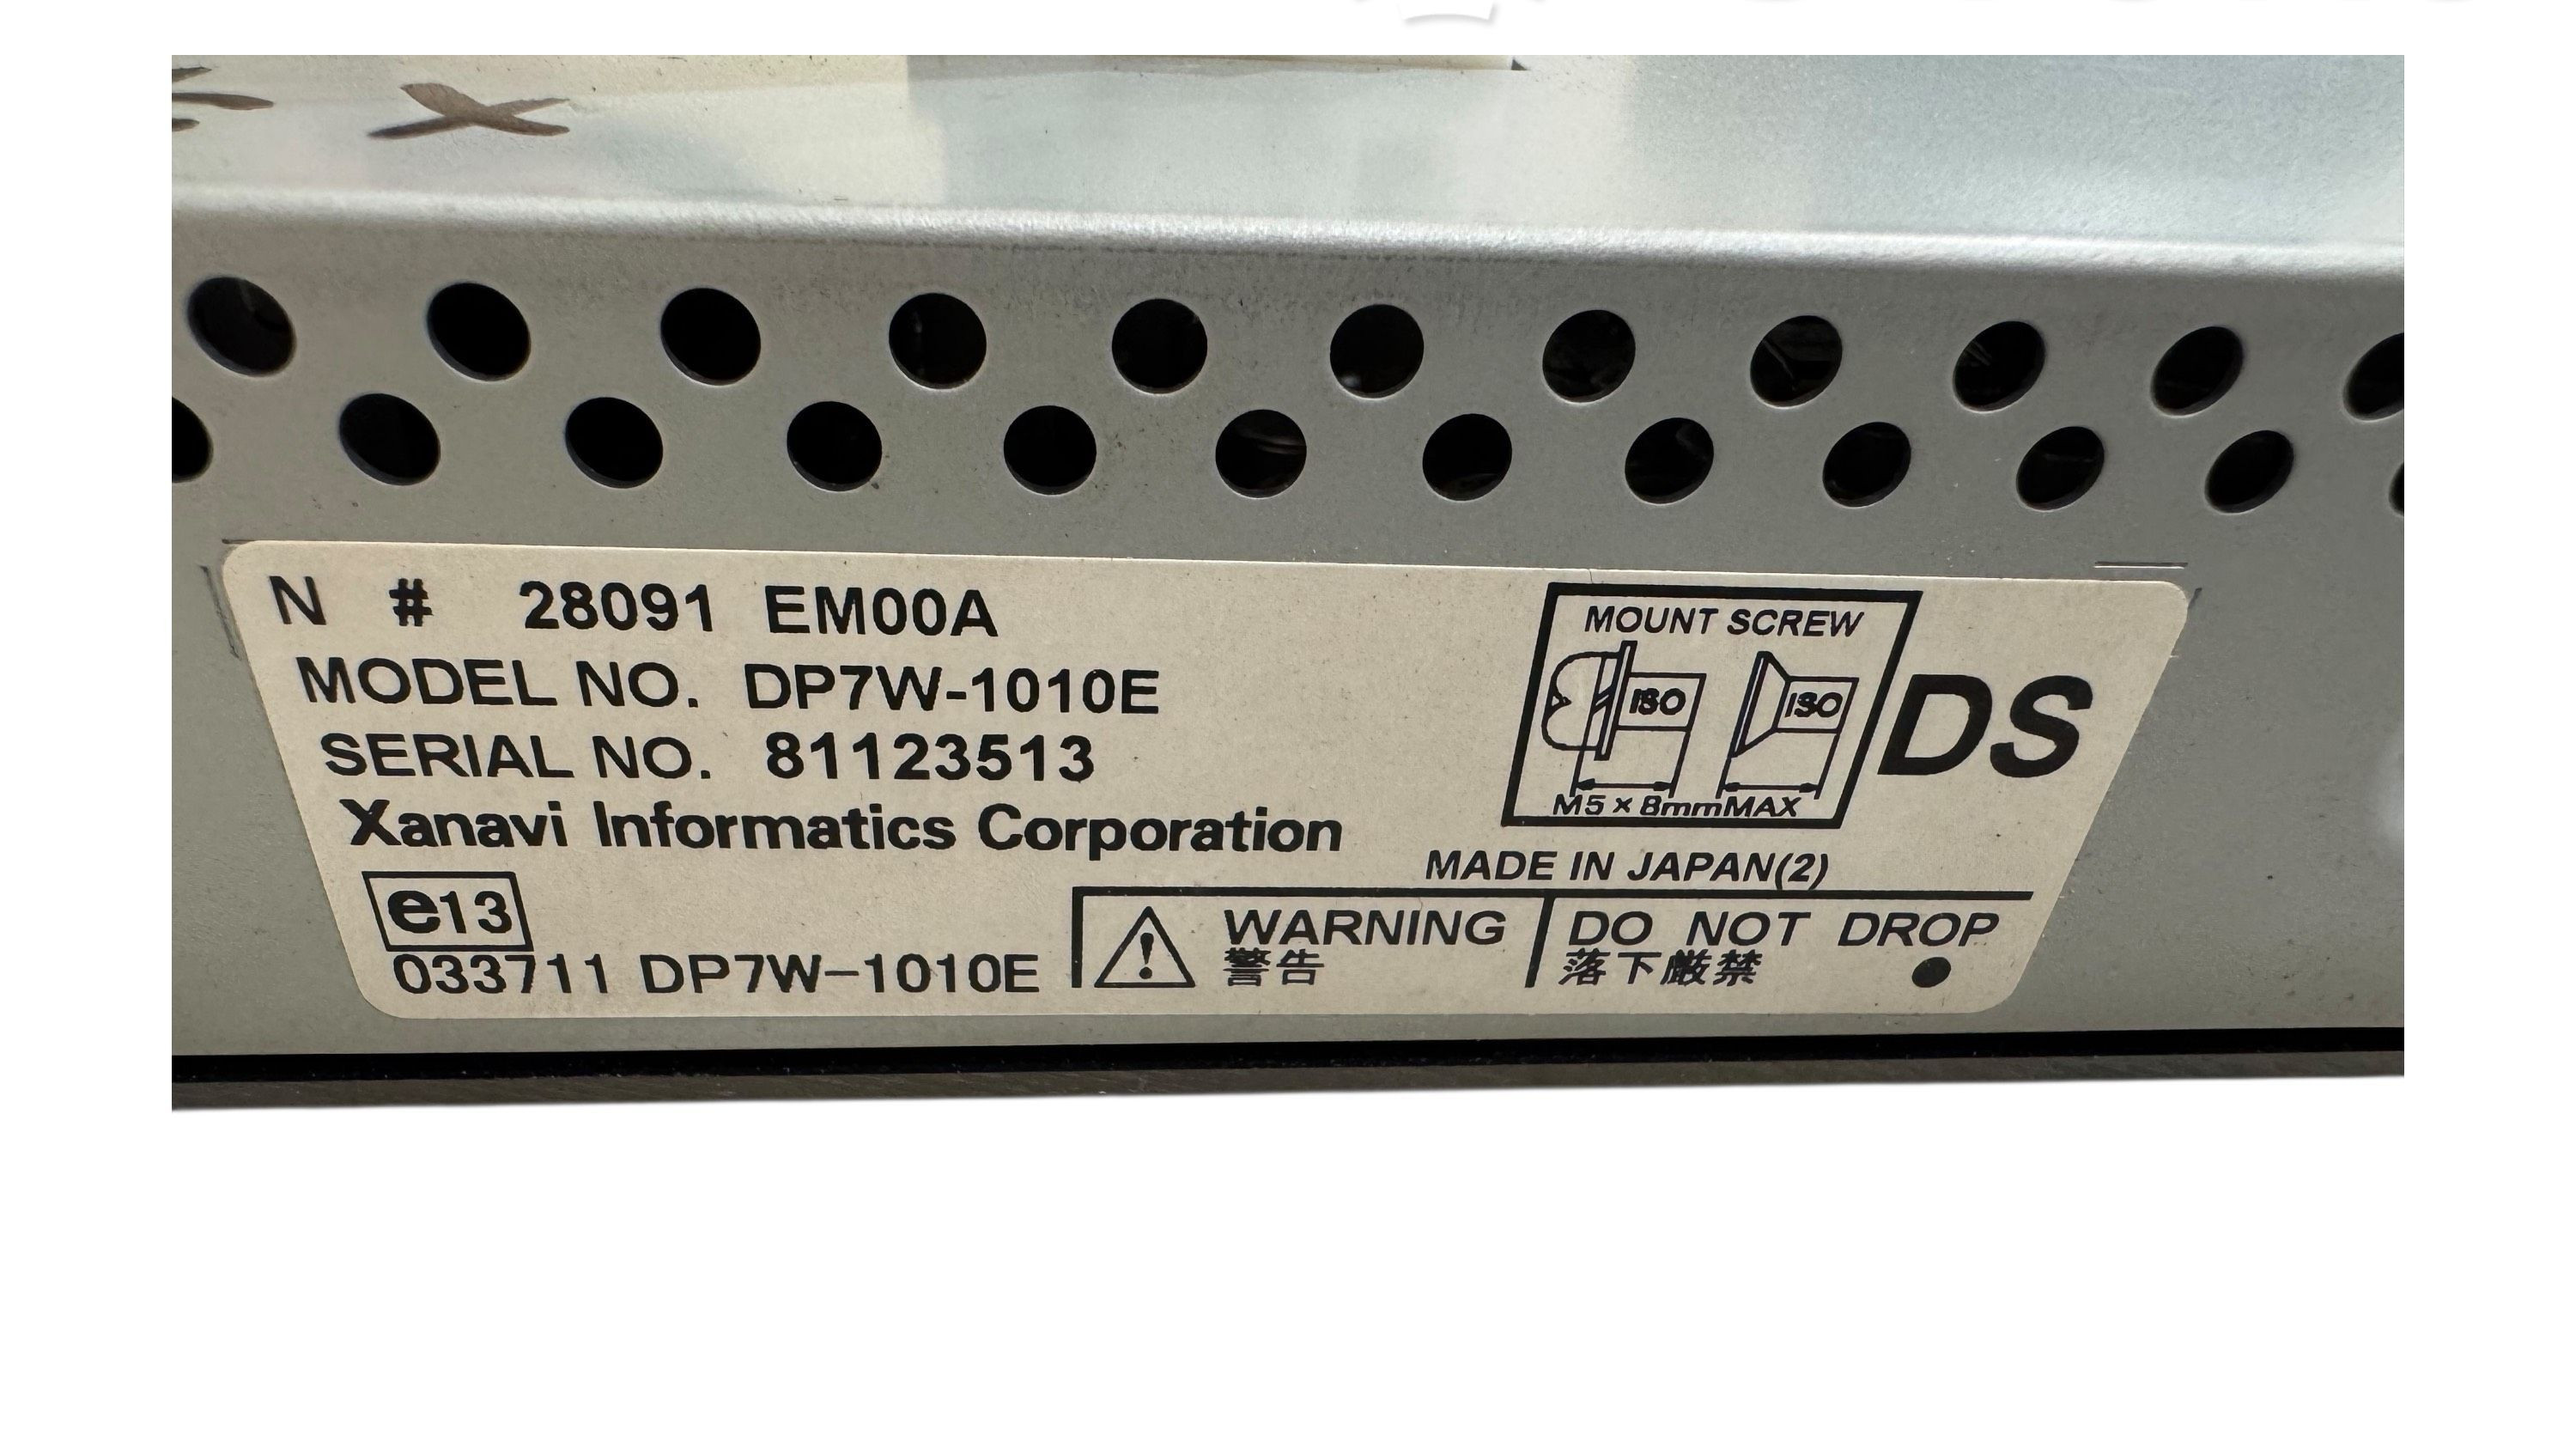 N # 28091 EM00A
MODEL NO. DP7W-1010E
SERIAL NO. 81123513
Xanavi Informatics Corporation
e13
033711 DP7W-1010E
MOUNT SCREW
ISO ISO
M5×8mmMAX
DS
MADE IN JAPAN(2)
WARNING
警告
DO NOT DROP
落下厳禁